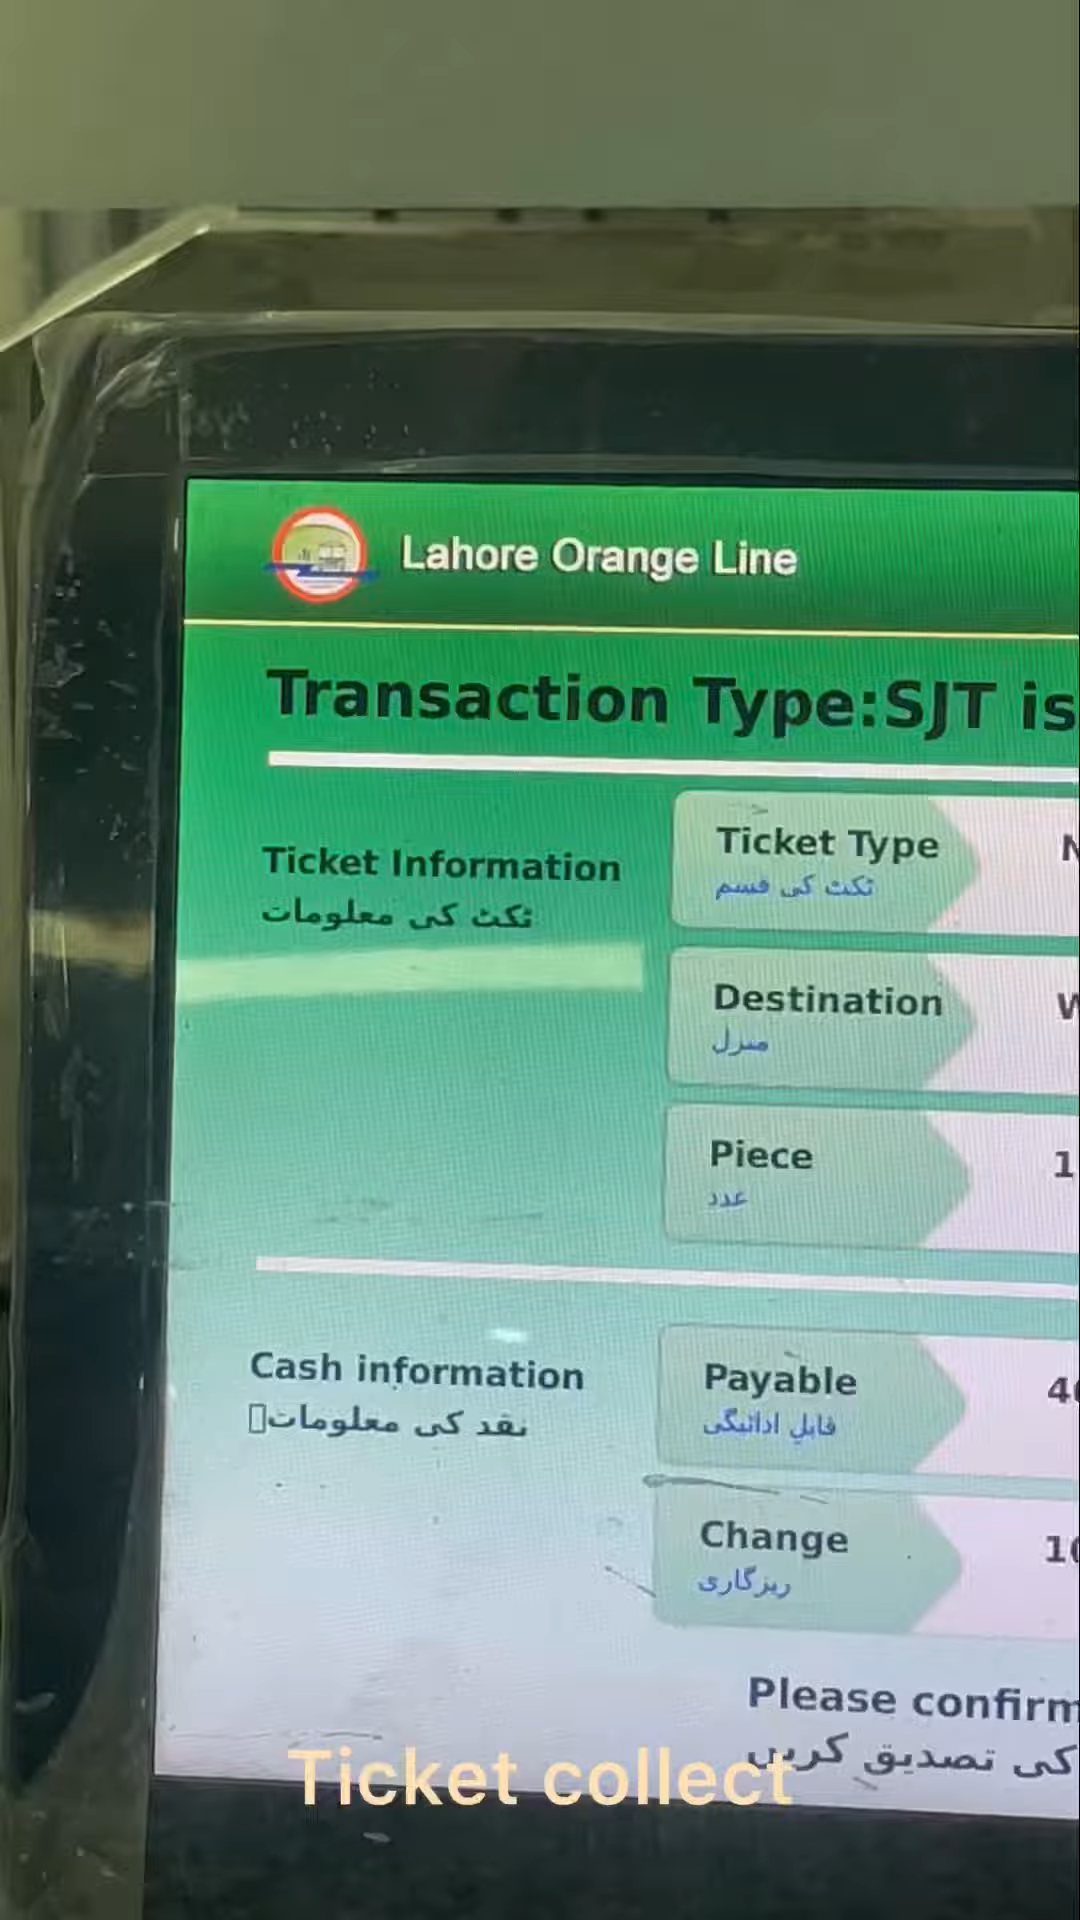 Lahore Orange Line
Transaction Type:SJT is
Ticket Information
ٹکٹ کی معلومات
Ticket Type
ٹکٹ کی قسم
Destination
منزل
Piece
عدد
1
Cash information
نقد کی معلومات
Payable
قابل ادائیگی
Change
ریزگاری
Please confirm
کی تصدیق کریں
Ticket collect